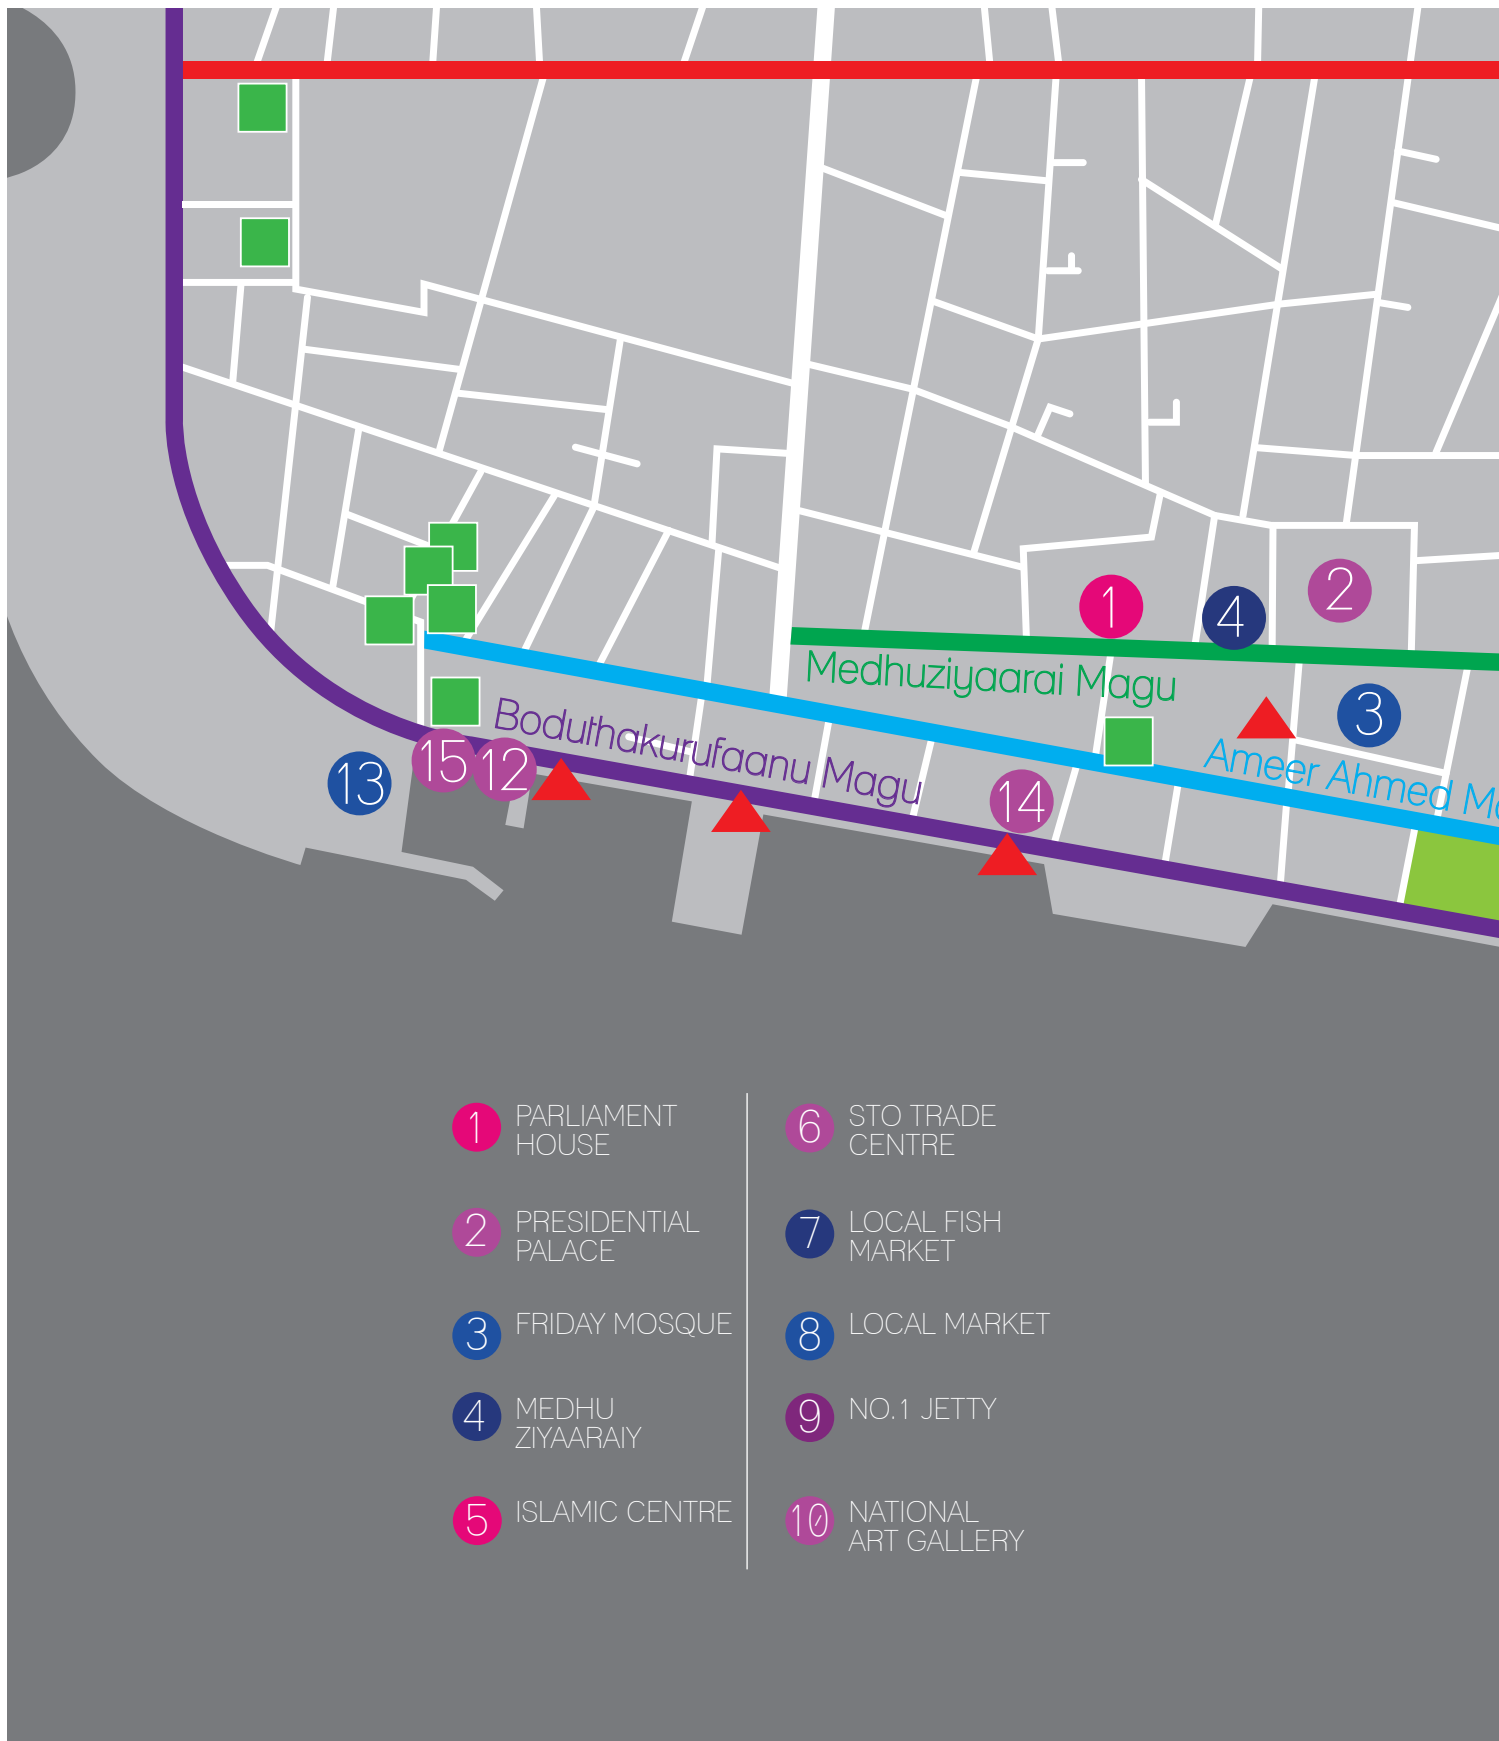 1
4
2
Medhuziyaarai Magu
3
Boduthakurufaanu Magu
Ameer Ahmed
15
12
13
14
1 PARLIAMENT
HOUSE
2 PRESIDENTIAL
PALACE
3 FRIDAY MOSQUE
4 MEDHU
ZIYAARAIY
5 ISLAMIC CENTRE
6 STO TRADE
CENTRE
7 LOCAL FISH
MARKET
8 LOCAL MARKET
9 NO.1 JETTY
10 NATIONAL
ART GALLERY